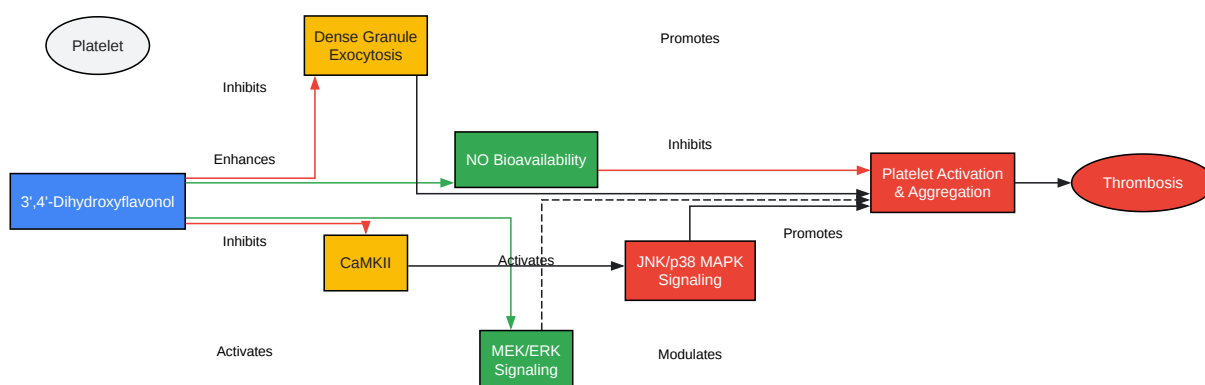 Platelet
Dense Granule
Exocytosis
Promotes
Inhibits
Enhances
NO Bioavailability
Inhibits
3',4'-Dihydroxyflavonol
Platelet Activation
& Aggregation
Thrombosis
Inhibits
CaMKII
Activates
JNK/p38 MAPK
Signaling
Promotes
Activates
MEK/ERK
Signaling
Modulates